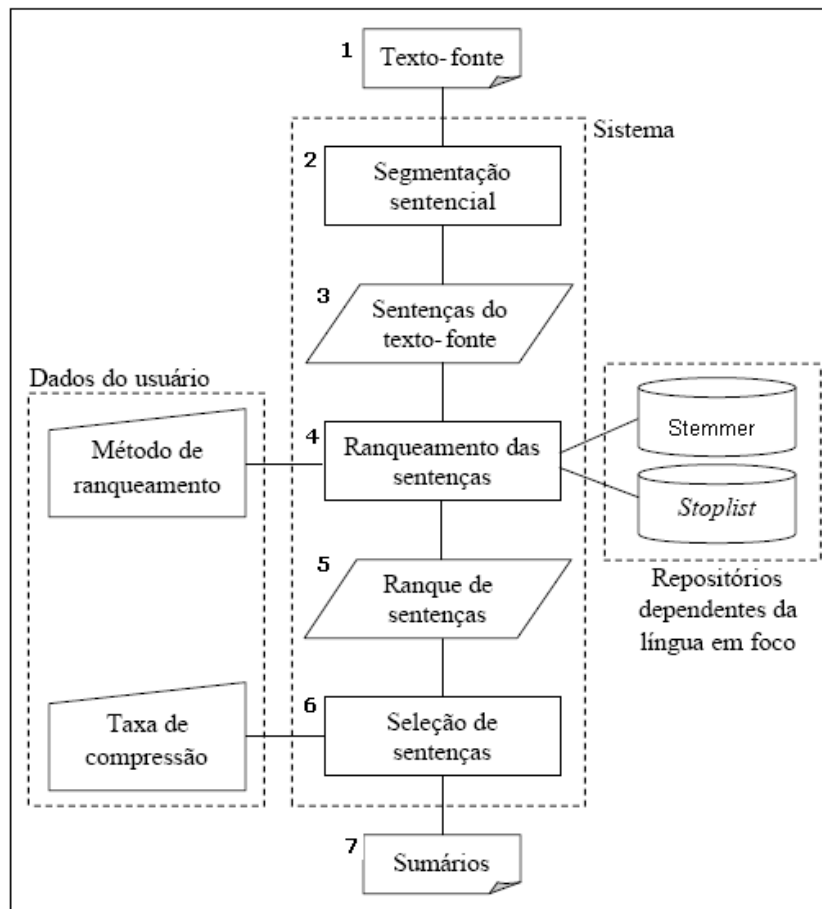 1
Texto-fonte
Sistema
2
Segmentação
sentencial
3
Sentenças do
texto-fonte
Dados do usuário
4
Método de
ranqueamento
Ranqueamento das
sentenças
Stemmer
Stoplist
5
Ranque de
sentenças
Repositórios
dependentes da
língua em foco
6
Taxa de
compressão
Seleção de
sentenças
7
Sumários